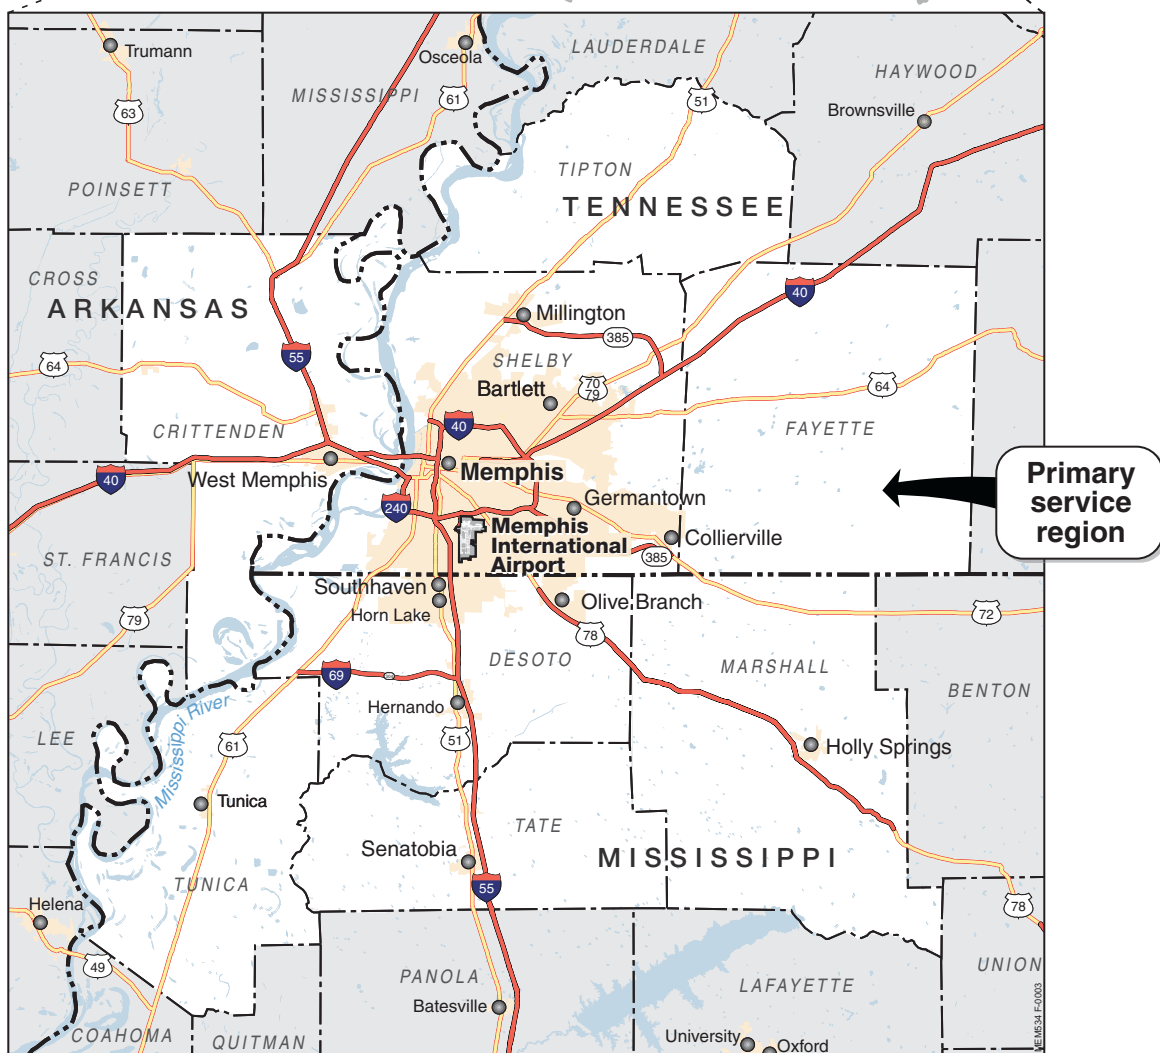 Trumann
Osceola
LAUDERDALE
HAYWOOD
MISSISSIPPI
61
51
63
Brownsville
POINSETT
TIPTON
TENNESSEE
CROSS
ARKANSAS
40
Millington
385
55
SHELBY
64
Bartlett
70
79
64
CRITTENDEN
40
FAYETTE
West Memphis
Memphis
40
Primary
service
region
240
Germantown
Memphis
International
Airport
Collierville
385
ST. FRANCIS
Southhaven
Horn Lake
Olive Branch
72
79
78
DESOTO
MARSHALL
69
BENTON
Hernando
Mississippi River
LEE
61
51
Holly Springs
Tunica
TATE
MISSISSIPPI
Senatobia
TUNICA
55
Helena
78
49
PANOLA
UNION
LAFAYETTE
Batesville
COAHOMA
QUITMAN
University
Oxford
MEM534 F-0003